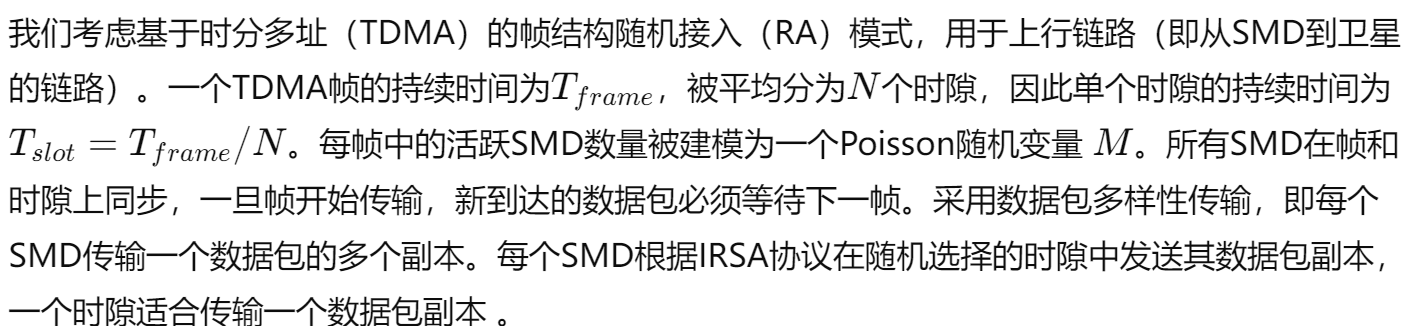 我们考虑基于时分多址（TDMA）的帧结构随机接入（RA）模式，用于上行链路（即从SMD到卫星
的链路）。一个TDMA帧的持续时间为$T_{frame}$，被平均分为$N$个时隙，因此单个时隙的持续时间为
$T_{slot} = T_{frame}/N$。每帧中的活跃SMD数量被建模为一个Poisson随机变量 $M$。所有SMD在帧和
时隙上同步，一旦帧开始传输，新到达的数据包必须等待下一帧。采用数据包多样性传输，即每个
SMD传输一个数据包的多个副本。每个SMD根据IRSA协议在随机选择的时隙中发送其数据包副本，
一个时隙适合传输一个数据包副本 。